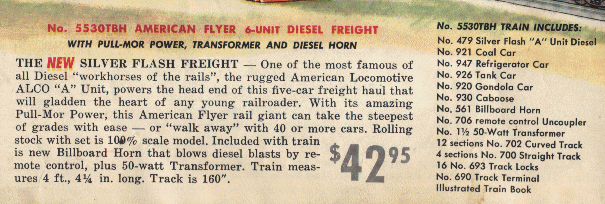 No. 5530TBH AMERICAN FLYER 6-UNIT DIESEL FREIGHT
WITH PULL-MOR POWER, TRANSFORMER AND DIESEL HORN
THE NEW SILVER FLASH FREIGHT — One of the most famous of
all Diesel "workhorses of the rails", the rugged American Locomotive
ALCO "A" Unit, powers the head end of this five-car freight haul that
will gladden the heart of any young railroader. With its amazing
Pull-Mor Power, this American Flyer rail giant can take the steepest
of grades with ease — or "walk away" with 40 or more cars. Rolling
stock with set is 100% scale model. Included with train
is new Billboard Horn that blows diesel blasts by re-
mote control, plus 50-watt Transformer. Train meas-
ures 4 ft., 4¼ in. long. Track is 160".
$42.95
No. 5530TBH TRAIN INCLUDES:
No. 479 Silver Flash "A" Unit Diesel
No. 921 Coal Car
No. 947 Refrigerator Car
No. 926 Tank Car
No. 920 Gondola Car
No. 930 Caboose
No. 561 Billboard Horn
No. 706 remote control Uncoupler
No. 1½ 50-Watt Transformer
12 sections No. 702 Curved Track
4 sections No. 700 Straight Track
16 No. 693 Track Locks
No. 690 Track Terminal
Illustrated Train Book